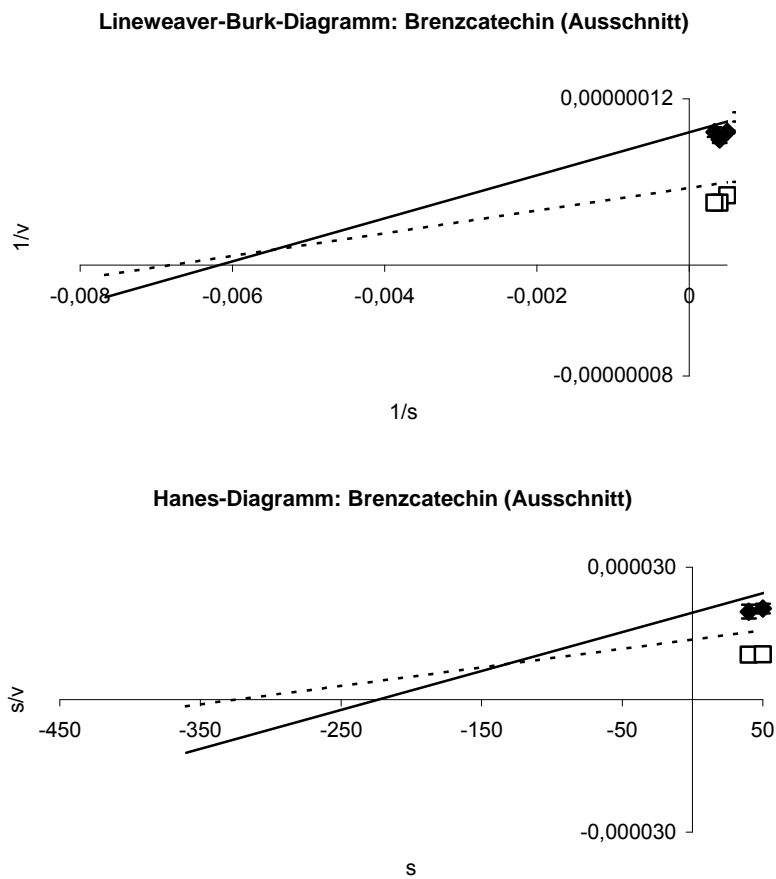 Lineweaver-Burk-Diagramm: Brenzcatechin (Ausschnitt)
0,00000012
1/v
-0,008 -0,006 -0,004 -0,002 0
-0,00000008
1/s
Hanes-Diagramm: Brenzcatechin (Ausschnitt)
0,000030
s/v
-450 -350 -250 -150 -50 50
-0,000030
s